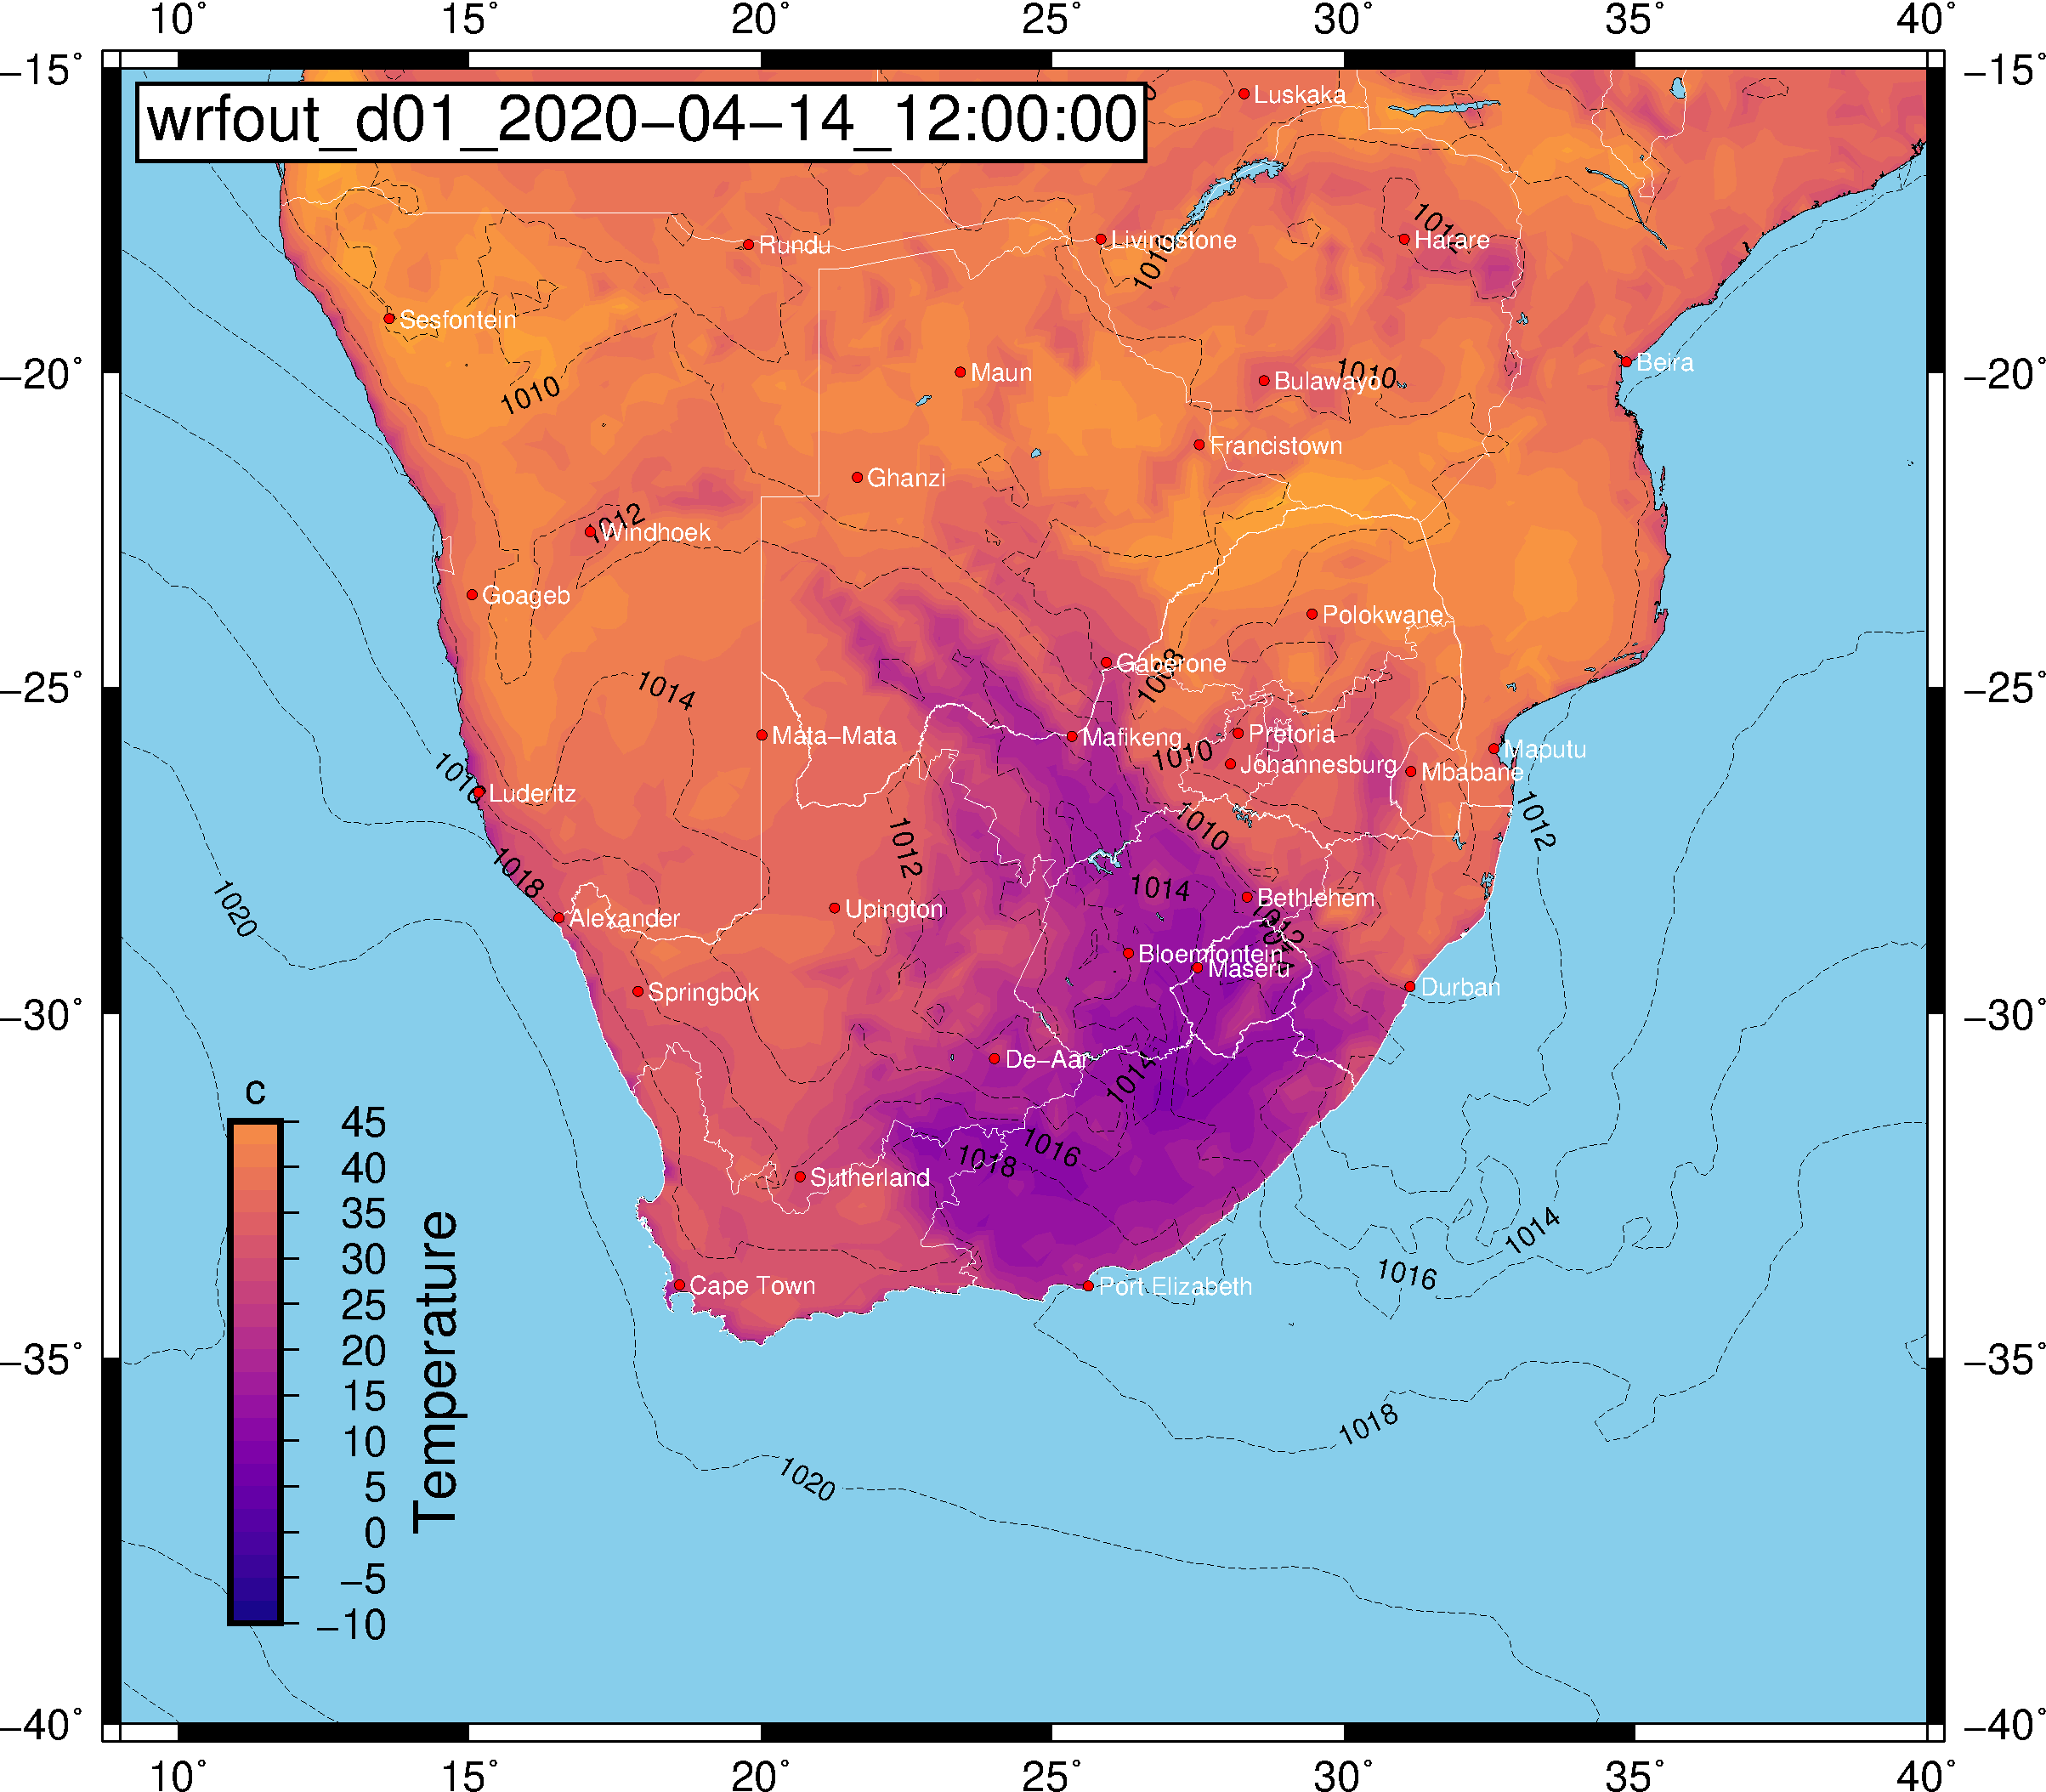 10° 15° 20° 25° 30° 35° 40°
−15° −15°
wrfout_d01_2020−04−14_12:00:00
Luskaka
1012
Rundu
Livingstone
Harare
1010
Sesfontein
−20° −20°
Maun
Bulawayo
1010
Beira
1010
Francistown
Ghanzi
1012
Windhoek
Goageb
Polokwane
Gaberone
1008
−25° −25°
1014
Mata−Mata
Mafikeng
Pretoria
Maputu
1010
Johannesburg
Mbabane
Luderitz
1010
1012
1012
1018
1014
Bethlehem
1020
Alexander
Upington
1012
1014
Bloemfontein
Maseru
Springbok
Durban
−30° −30°
De−Aar
1014
1016
1018
Sutherland
1014
1016
Cape Town
Port Elizabeth
−35° −35°
1018
1020
c
45
40
35
30
25
20
15
10
5
0
−5
−10
Temperature
−40° −40°
10° 15° 20° 25° 30° 35° 40°